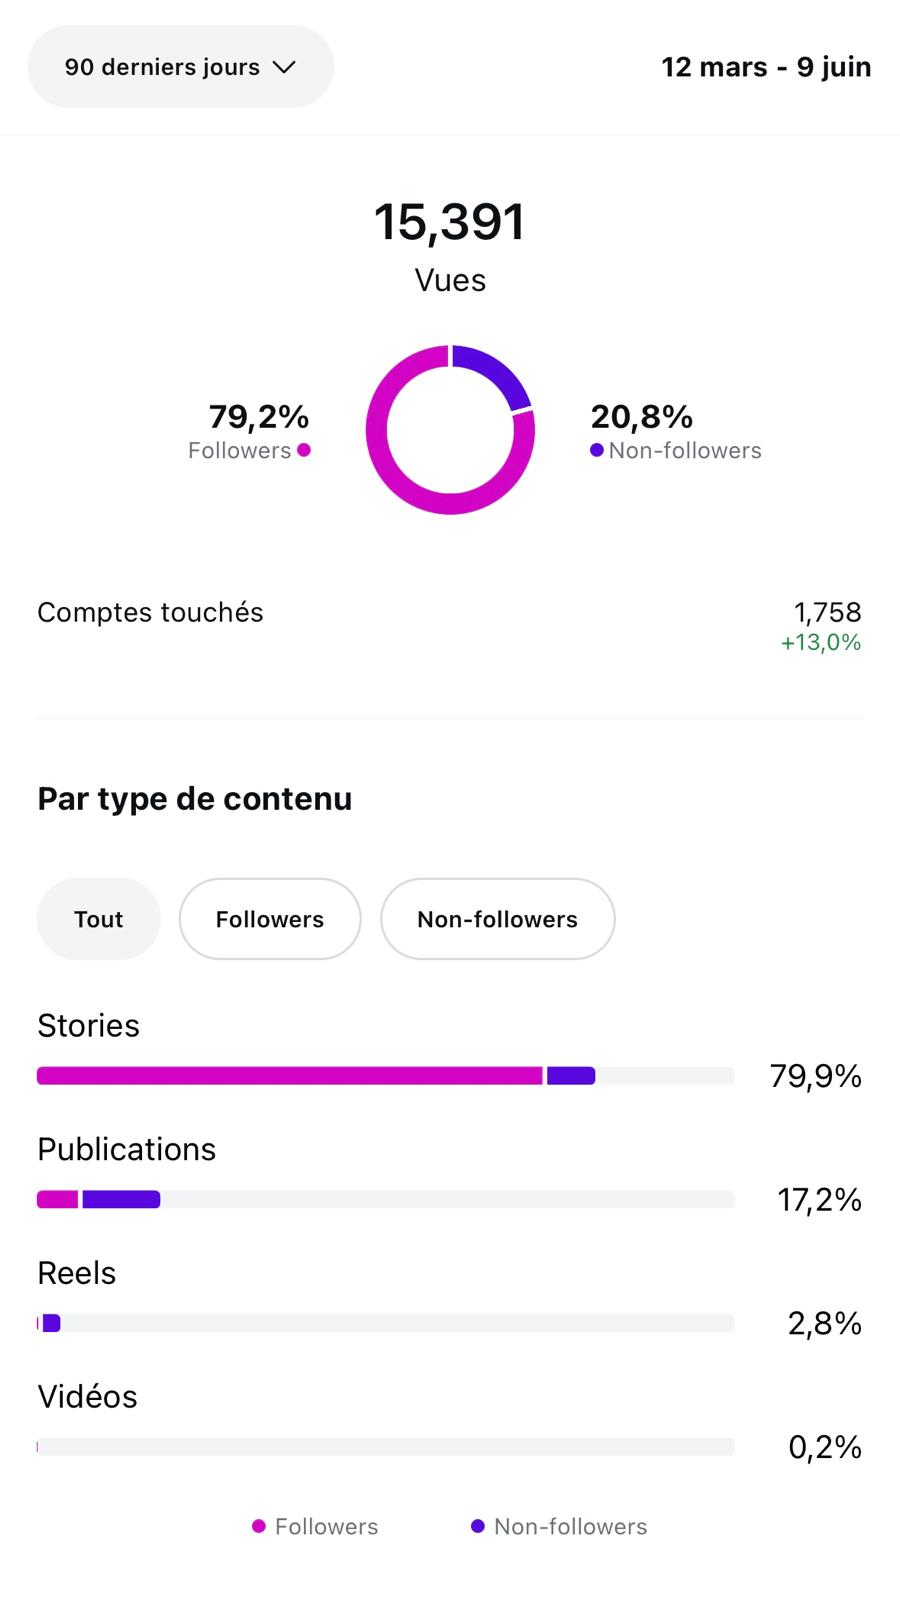 90 derniers jours
12 mars - 9 juin
15,391
Vues
79,2%
Followers
20,8%
Non-followers
Comptes touchés
1,758
+13,0%
Par type de contenu
Tout
Followers
Non-followers
Stories
79,9%
Publications
17,2%
Reels
2,8%
Vidéos
0,2%
Followers
Non-followers